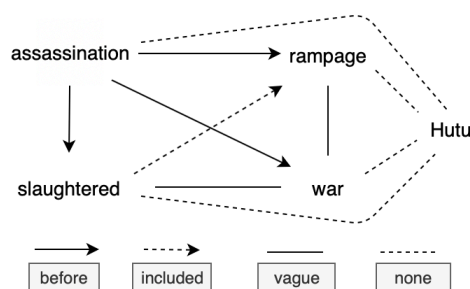 assassination
rampage
Hutu
slaughtered
war
before
included
vague
none